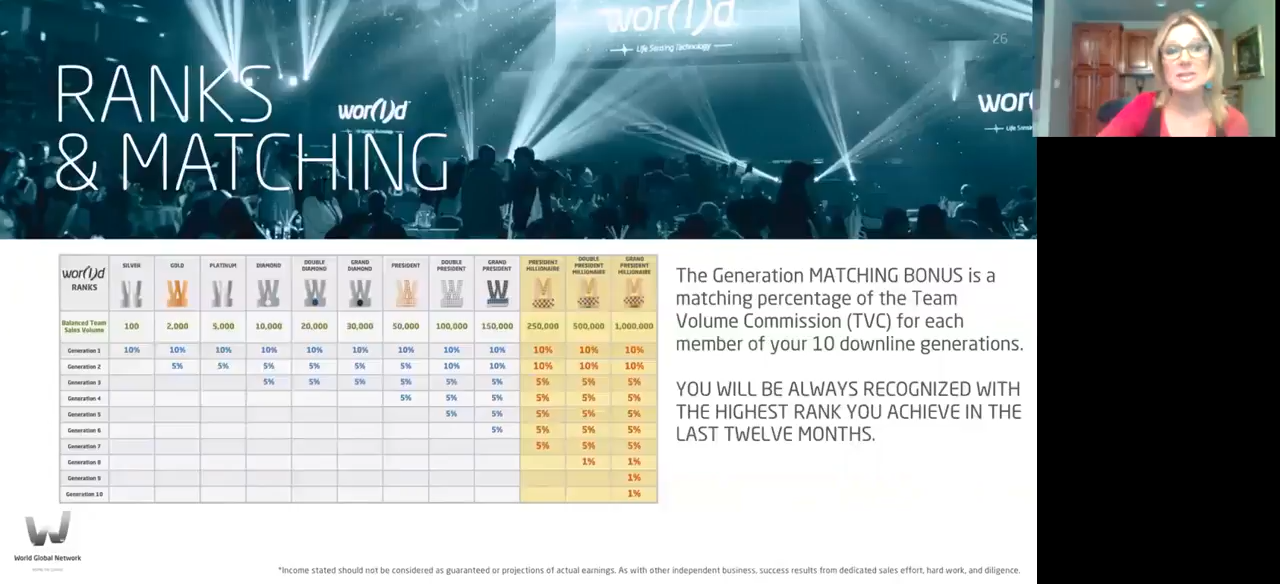 wor(l)d
Life Sensing Technology
26
RANKS
& MATCHING
wor(l)d
wor(
Life Sensi
wor(l)d
RANKS
SILVER
GOLD
PLATINUM
DIAMOND
DOUBLE
DIAMOND
GRAND
DIAMOND
PRESIDENT
DOUBLE
PRESIDENT
GRAND
PRESIDENT
PRESIDENT
MILLIONAIRE
DOUBLE
PRESIDENT
MILLIONAIRE
GRAND
PRESIDENT
MILLIONAIRE
Balanced Team
Sales Volume
100 2,000 5,000 10,000 20,000 30,000 50,000 100,000 150,000 250,000 500,000 1,000,000
Generation 1 10% 10% 10% 10% 10% 10% 10% 10% 10% 10% 10% 10%
Generation 2 5% 5% 5% 5% 5% 5% 10% 10% 10% 10% 10%
Generation 3 5% 5% 5% 5% 5% 5% 5% 5% 5%
Generation 4 5% 5% 5% 5% 5% 5%
Generation 5 5% 5% 5% 5% 5%
Generation 6 5% 5% 5% 5%
Generation 7 5% 5% 5%
Generation 8 1% 1%
Generation 9 1%
Generation 10 1%
The Generation MATCHING BONUS is a
matching percentage of the Team
Volume Commission (TVC) for each
member of your 10 downline generations.
YOU WILL BE ALWAYS RECOGNIZED WITH
THE HIGHEST RANK YOU ACHIEVE IN THE
LAST TWELVE MONTHS.
World Global Network
*Income stated should not be considered as guaranteed or projections of actual earnings. As with other independent business, success results from dedicated sales effort, hard work, and diligence.